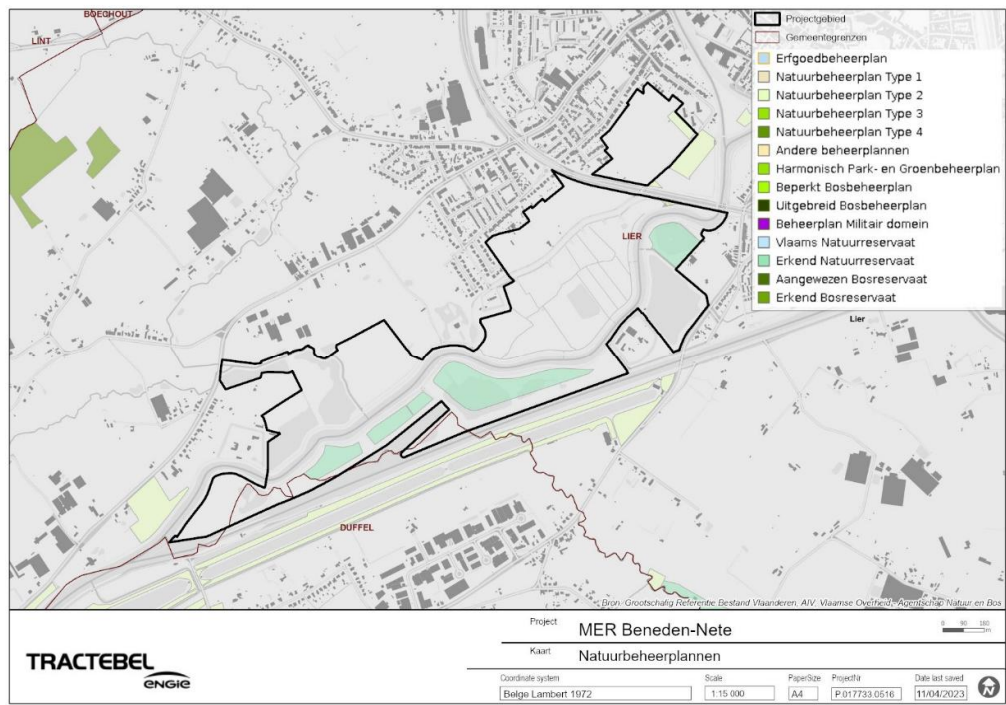 BOECHOUT
LINT
LIER
Lier
DUFFEL
Projectgebied
Gemeentegrenzen
Erfgoedbeheerplan
Natuurbeheerplan Type 1
Natuurbeheerplan Type 2
Natuurbeheerplan Type 3
Natuurbeheerplan Type 4
Andere beheerplannen
Harmonisch Park- en Groenbeheerplan
Beperkt Bosbeheerplan
Uitgebreid Bosbeheerplan
Beheerplan Militair domein
Vlaams Natuurreservaat
Erkend Natuurreservaat
Aangewezen Bosreservaat
Erkend Bosreservaat
Bron: Grootschalig Referentie Bestand Vlaanderen, AIV, Vlaamse Overheid, Agentschap Natuur en Bos
TRACTEBEL
ENGIE
Project MER Beneden-Nete
0 90 180
m
Kaart Natuurbeheerplannen
Coordinate system Scale PaperSize ProjectNr Date last saved
Belge Lambert 1972 1:15 000 A4 P.017733.0516 11/04/2023
N